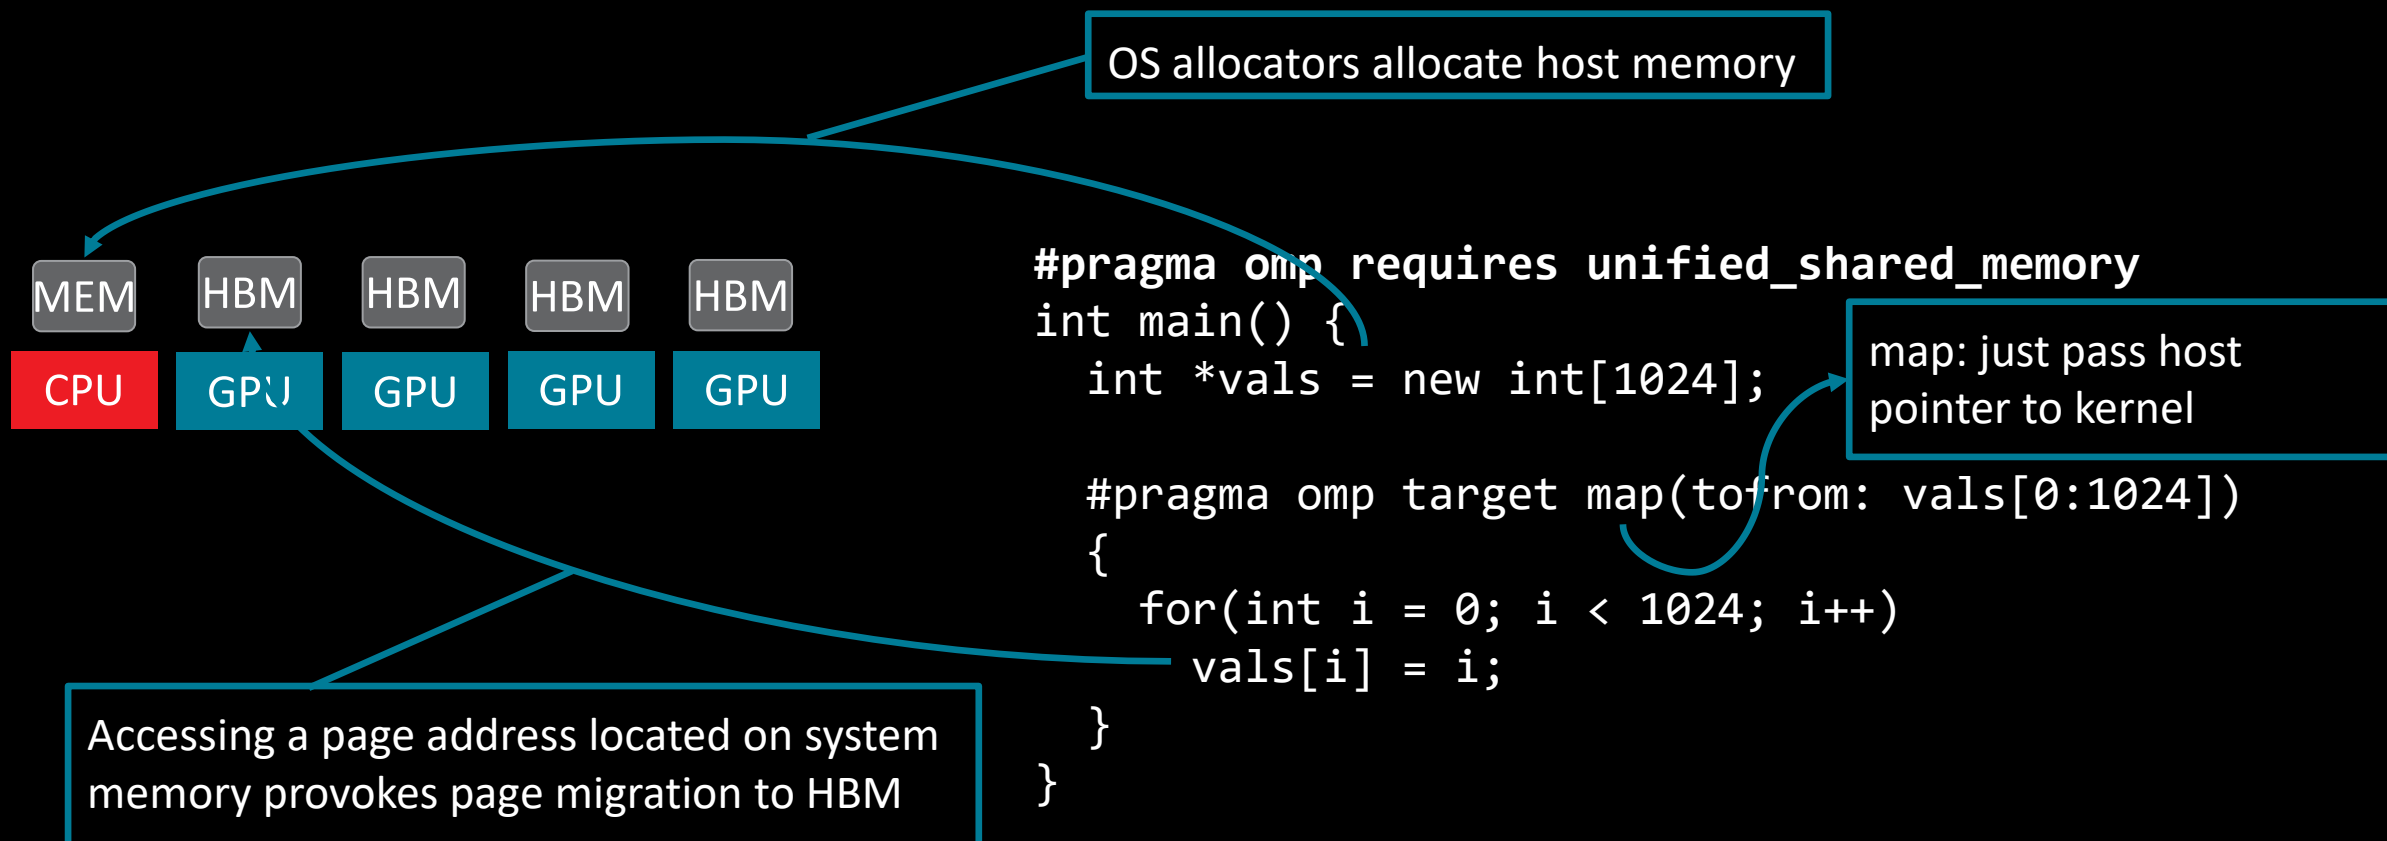 OS allocators allocate host memory
MEM HBM HBM HBM HBM
CPU GPU GPU GPU GPU
#pragma omp requires unified_shared_memory
int main() {
  int *vals = new int[1024];
  #pragma omp target map(tofrom: vals[0:1024])
  {
    for(int i = 0; i < 1024; i++)
      vals[i] = i;
  }
}
map: just pass host
pointer to kernel
Accessing a page address located on system
memory provokes page migration to HBM